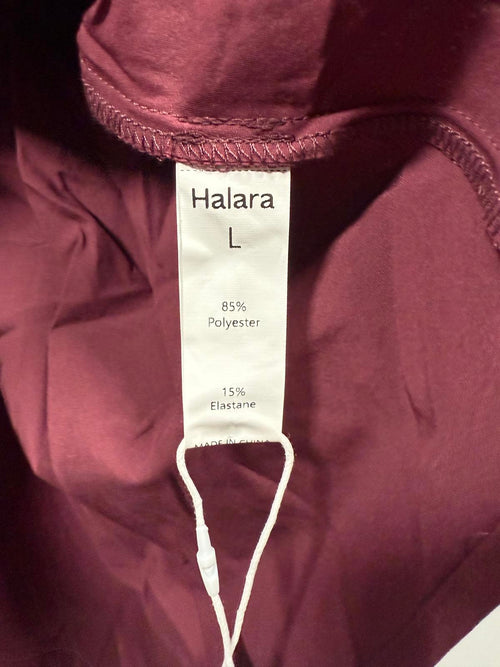 Halara
L
85%
Polyester
15%
Elastane
MADE IN CHINA